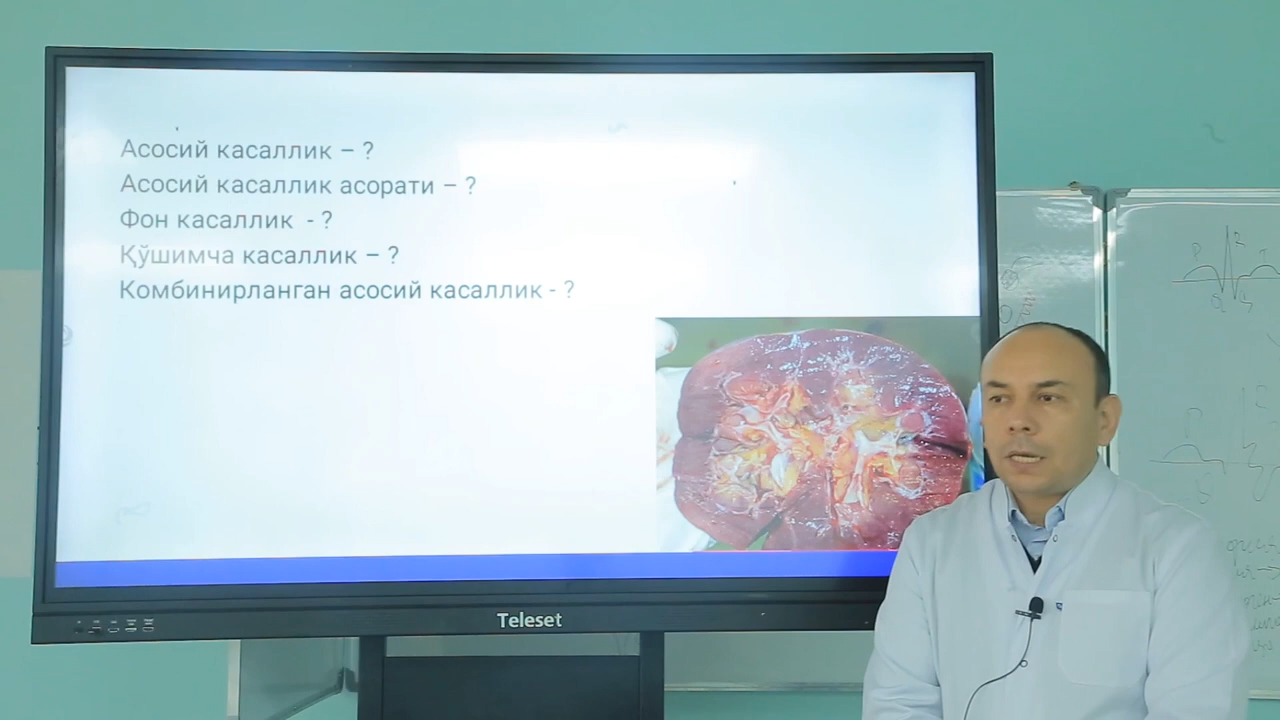 Асосий касаллик – ?
Асосий касаллик асорати – ?
Фон касаллик - ?
Қўшимча касаллик – ?
Комбинирланган асосий касаллик - ?
Teleset